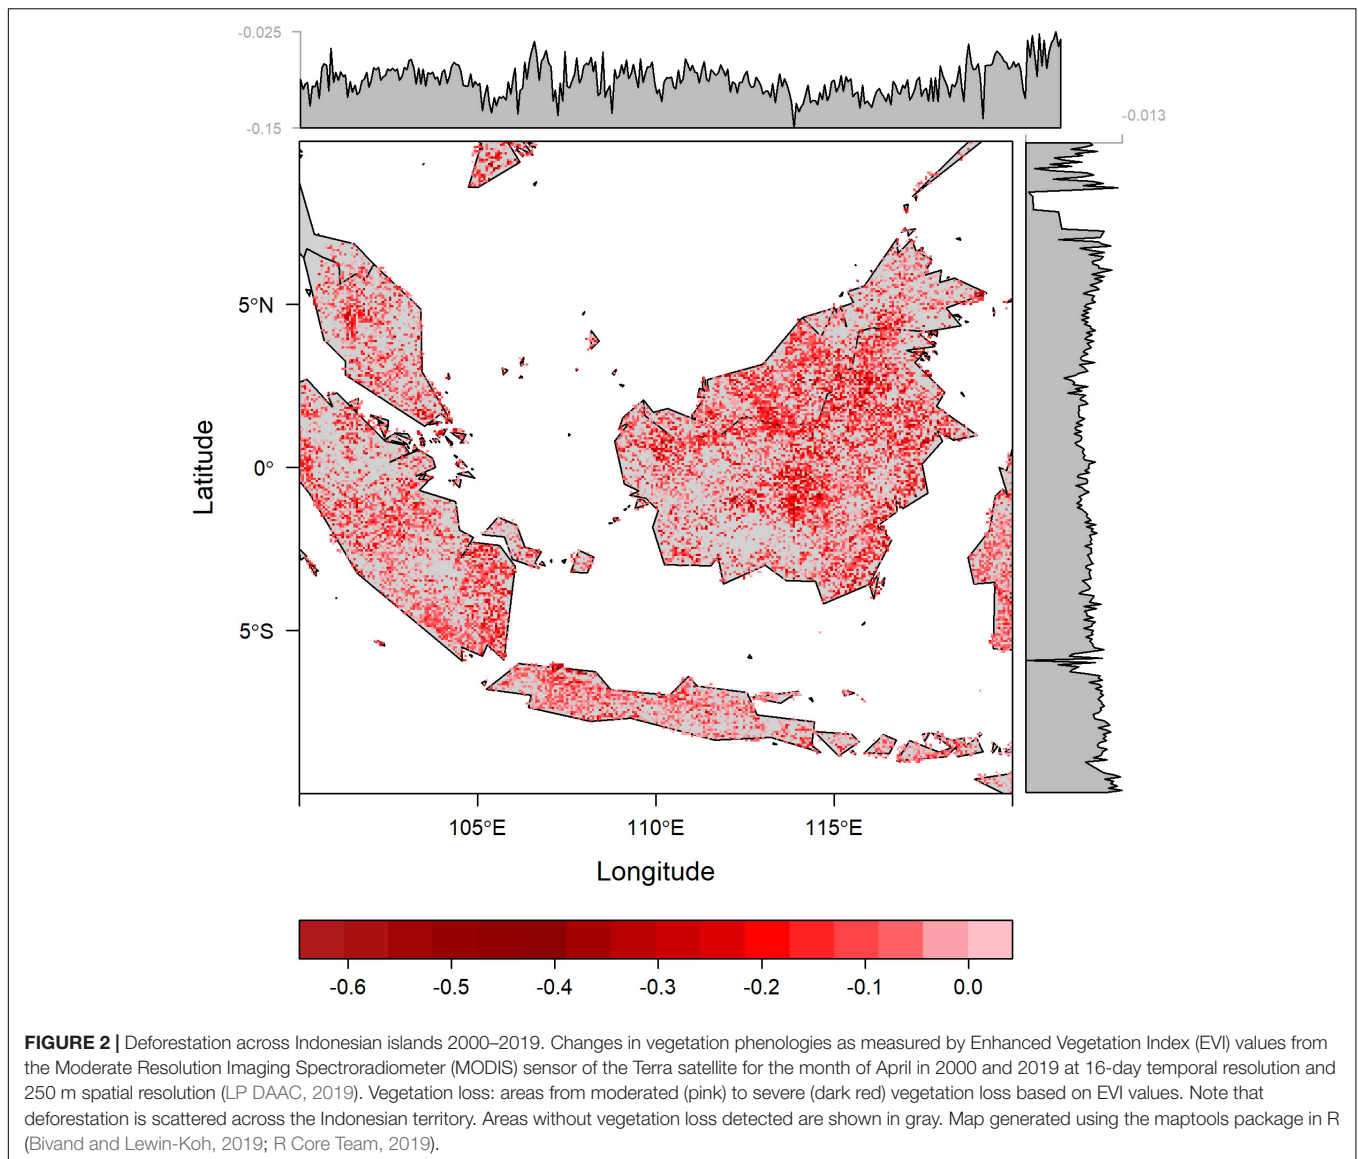 -0.025
-0.15
-0.013
5°N
0°
5°S
Latitude
105°E 110°E 115°E
Longitude
-0.6 -0.5 -0.4 -0.3 -0.2 -0.1 0.0
FIGURE 2 | Deforestation across Indonesian islands 2000–2019. Changes in vegetation phenologies as measured by Enhanced Vegetation Index (EVI) values from
the Moderate Resolution Imaging Spectroradiometer (MODIS) sensor of the Terra satellite for the month of April in 2000 and 2019 at 16-day temporal resolution and
250 m spatial resolution (LP DAAC, 2019). Vegetation loss: areas from moderated (pink) to severe (dark red) vegetation loss based on EVI values. Note that
deforestation is scattered across the Indonesian territory. Areas without vegetation loss detected are shown in gray. Map generated using the maptools package in R
(Bivand and Lewin-Koh, 2019; R Core Team, 2019).